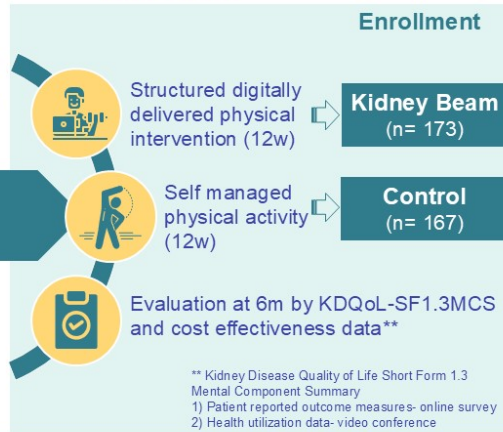 Enrollment
Structured digitally
delivered physical
intervention (12w)
Kidney Beam
(n= 173)
Self managed
physical activity
(12w)
Control
(n= 167)
Evaluation at 6m by KDQoL-SF1.3MCS
and cost effectiveness data**
** Kidney Disease Quality of Life Short Form 1.3
Mental Component Summary
1) Patient reported outcome measures- online survey
2) Health utilization data- video conference